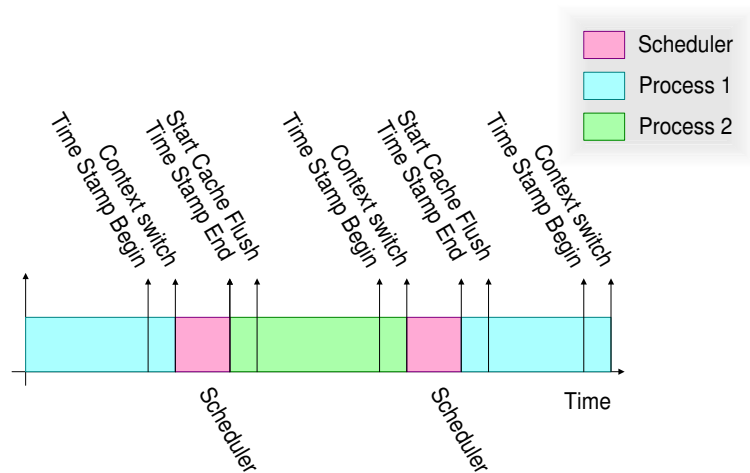 Scheduler
Process 1
Process 2
Time Stamp Begin
Context switch
Time Stamp End
Start Cache Flush
Time Stamp Begin
Context switch
Time Stamp End
Start Cache Flush
Time Stamp Begin
Context switch
Scheduler
Scheduler
Time